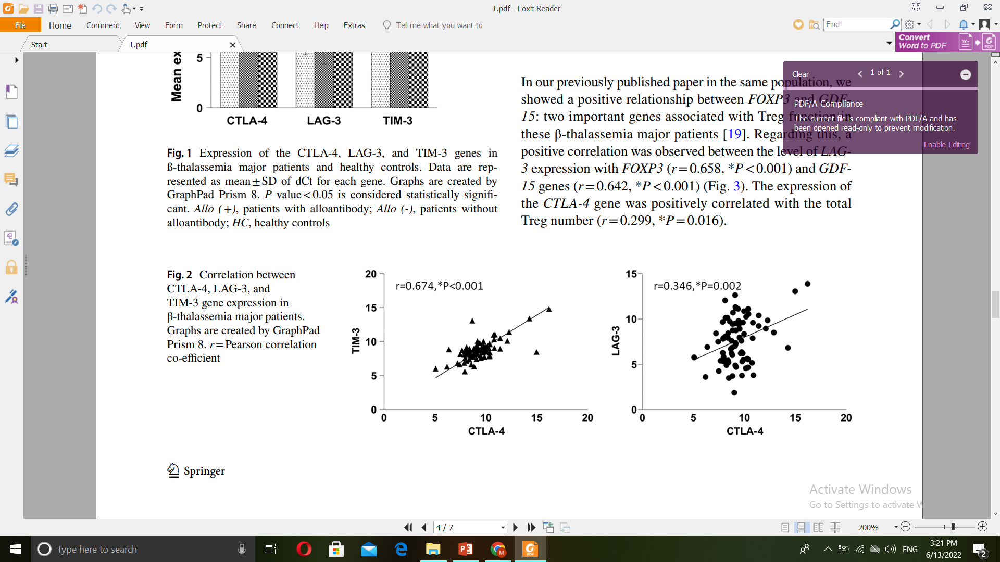 1.pdf - Foxit Reader
File Home Comment View Form Protect Share Connect Help Extras Tell me what you want to
Find
Start 1.pdf
Convert
Word to PDF
PDF
Mean ex
5
0
CTLA-4 LAG-3 TIM-3
Fig. 1 Expression of the CTLA-4, LAG-3, and TIM-3 genes in
ß-thalassemia major patients and healthy controls. Data are rep-
resented as mean±SD of dCt for each gene. Graphs are created by
GraphPad Prism 8. P value<0.05 is considered statistically signifi-
cant. Allo (+), patients with alloantibody; Allo (-), patients without
alloantibody; HC, healthy controls
In our previously published paper in the same population, we
showed a positive relationship between FOXP3 and GDF-
15: two important genes associated with Treg function in
these β-thalassemia major patients [19]. Regarding this, a
positive correlation was observed between the level of LAG-
3 expression with FOXP3 (r=0.658, *P<0.001) and GDF-
15 genes (r=0.642, *P<0.001) (Fig. 3). The expression of
the CTLA-4 gene was positively correlated with the total
Treg number (r=0.299, *P=0.016).
Clear 1 of 1
PDF/A Compliance
The current file is compliant with PDF/A and has
been opened read-only to prevent modification.
Enable Editing
Fig. 2 Correlation between
CTLA-4, LAG-3, and
TIM-3 gene expression in
β-thalassemia major patients.
Graphs are created by GraphPad
Prism 8. r=Pearson correlation
co-efficient
r=0.674,*P<0.001
TIM-3
20
15
10
5
0
0 5 10 15 20
CTLA-4
r=0.346,*P=0.002
LAG-3
15
10
5
0
0 5 10 15 20
CTLA-4
Springer
Activate Windows
Go to Settings to activate
4 / 7
200%
Type here to search
ENG
3:21 PM
6/13/2022
2